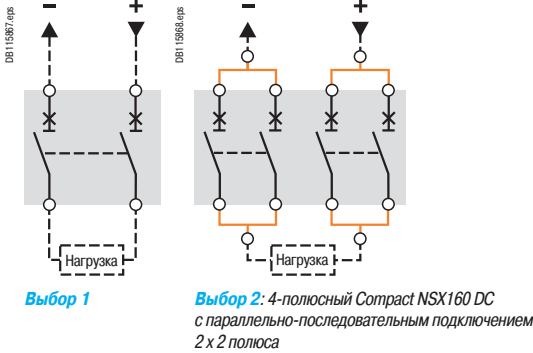 DB115867.eps
− +
DB115868.eps
− +
Нагрузка
Нагрузка
Выбор 1
Выбор 2: 4-полюсный Compact NSX160 DC
с параллельно-последовательным подключением
2 x 2 полюса